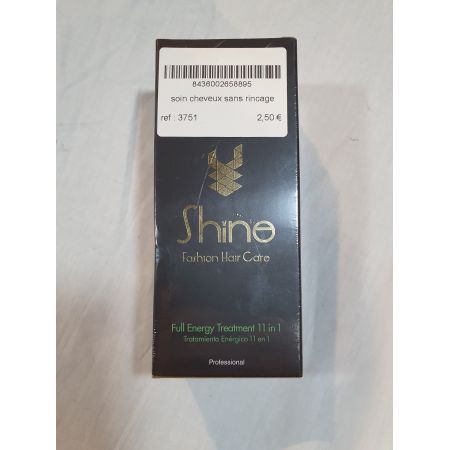 8436002658895
soin cheveux sans rincage
ref : 3751 2,50 €
Shine
Fashion Hair Care
Full Energy Treatment 11 in 1
Tratamiento Enérgico 11 en 1
Professional